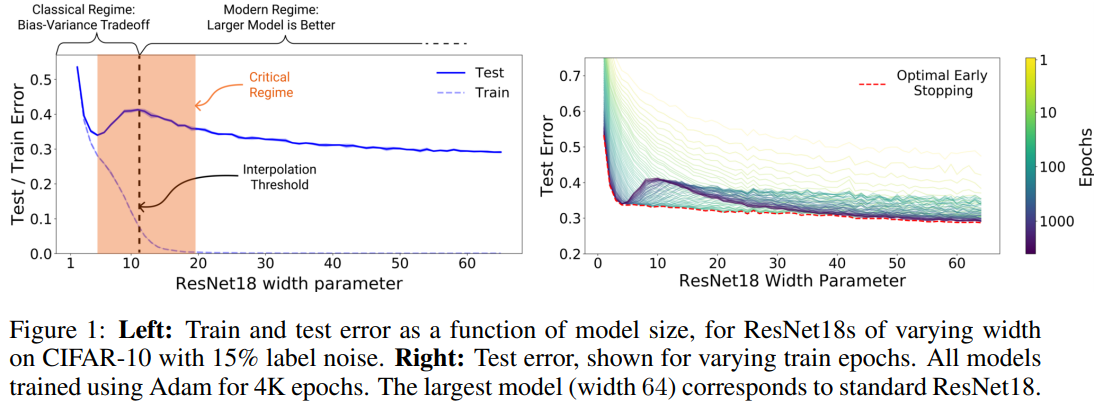 Classical Regime:
Bias-Variance Tradeoff
Modern Regime:
Larger Model is Better
Test / Train Error
0.5
0.4
0.3
0.2
0.1
0.0
Critical
Regime
Interpolation
Threshold
Test
Train
1
10
20
30
40
50
60
ResNet18 width parameter
Test Error
0.7
0.6
0.5
0.4
0.3
0.2
Optimal Early
Stopping
0
10
20
30
40
50
60
ResNet18 Width Parameter
1
10
100
1000
Epochs
Figure 1: Left: Train and test error as a function of model size, for ResNet18s of varying width
on CIFAR-10 with 15% label noise. Right: Test error, shown for varying train epochs. All models
trained using Adam for 4K epochs. The largest model (width 64) corresponds to standard ResNet18.